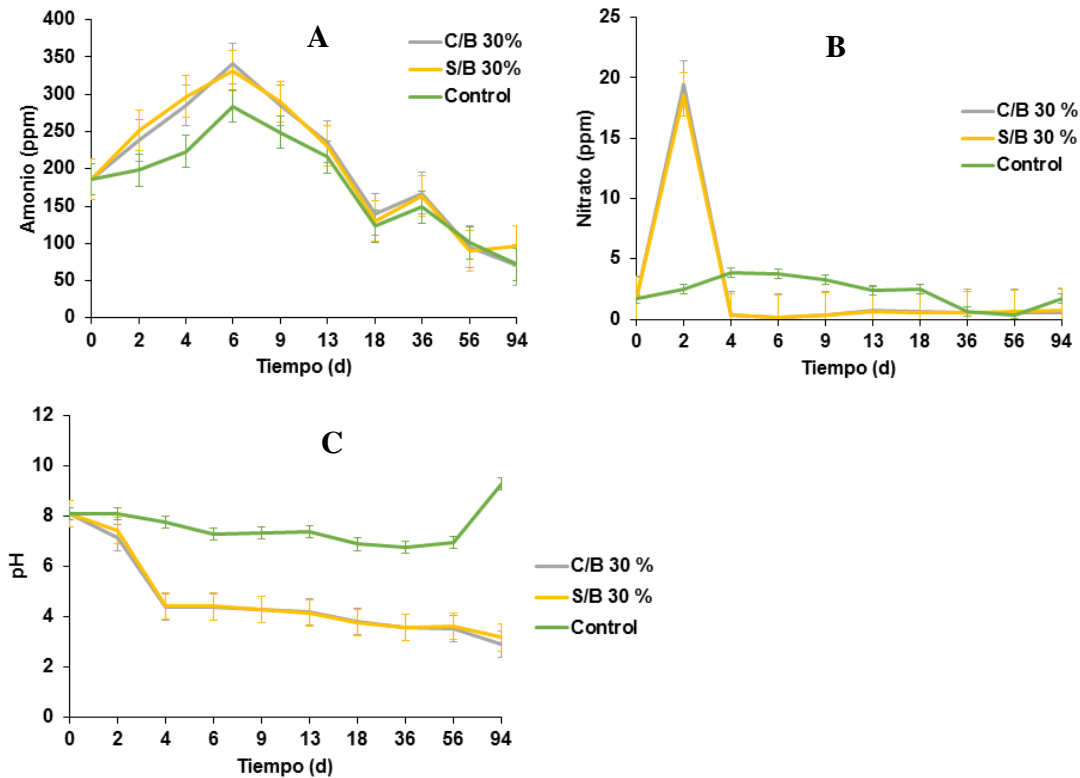 A
Amonio (ppm)
400
350
300
250
200
150
100
50
0
0 2 4 6 9 13 18 36 56 94
Tiempo (d)
C/B 30%
S/B 30%
Control
B
Nitrato (ppm)
25
20
15
10
5
0
0 2 4 6 9 13 18 36 56 94
Tiempo (d)
C/B 30 %
S/B 30 %
Control
C
pH
12
10
8
6
4
2
0
0 2 4 6 9 13 18 36 56 94
Tiempo (d)
C/B 30 %
S/B 30 %
Control